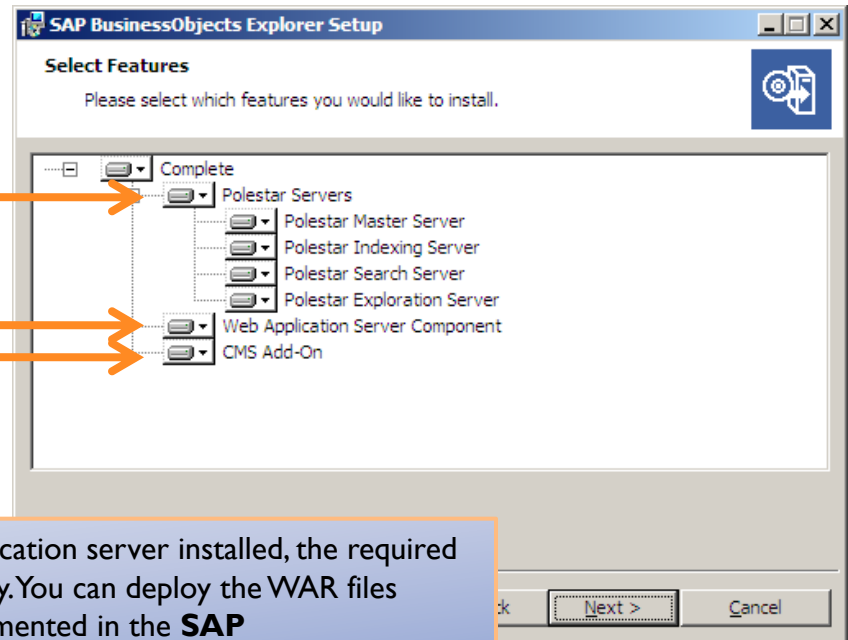 SAP BusinessObjects Explorer Setup
Select Features
Please select which features you would like to install.
Complete
Polestar Servers
Polestar Master Server
Polestar Indexing Server
Polestar Search Server
Polestar Exploration Server
Web Application Server Component
CMS Add-On
cation server installed, the required
y. You can deploy the WAR files
mented in the SAP
k
Next >
Cancel